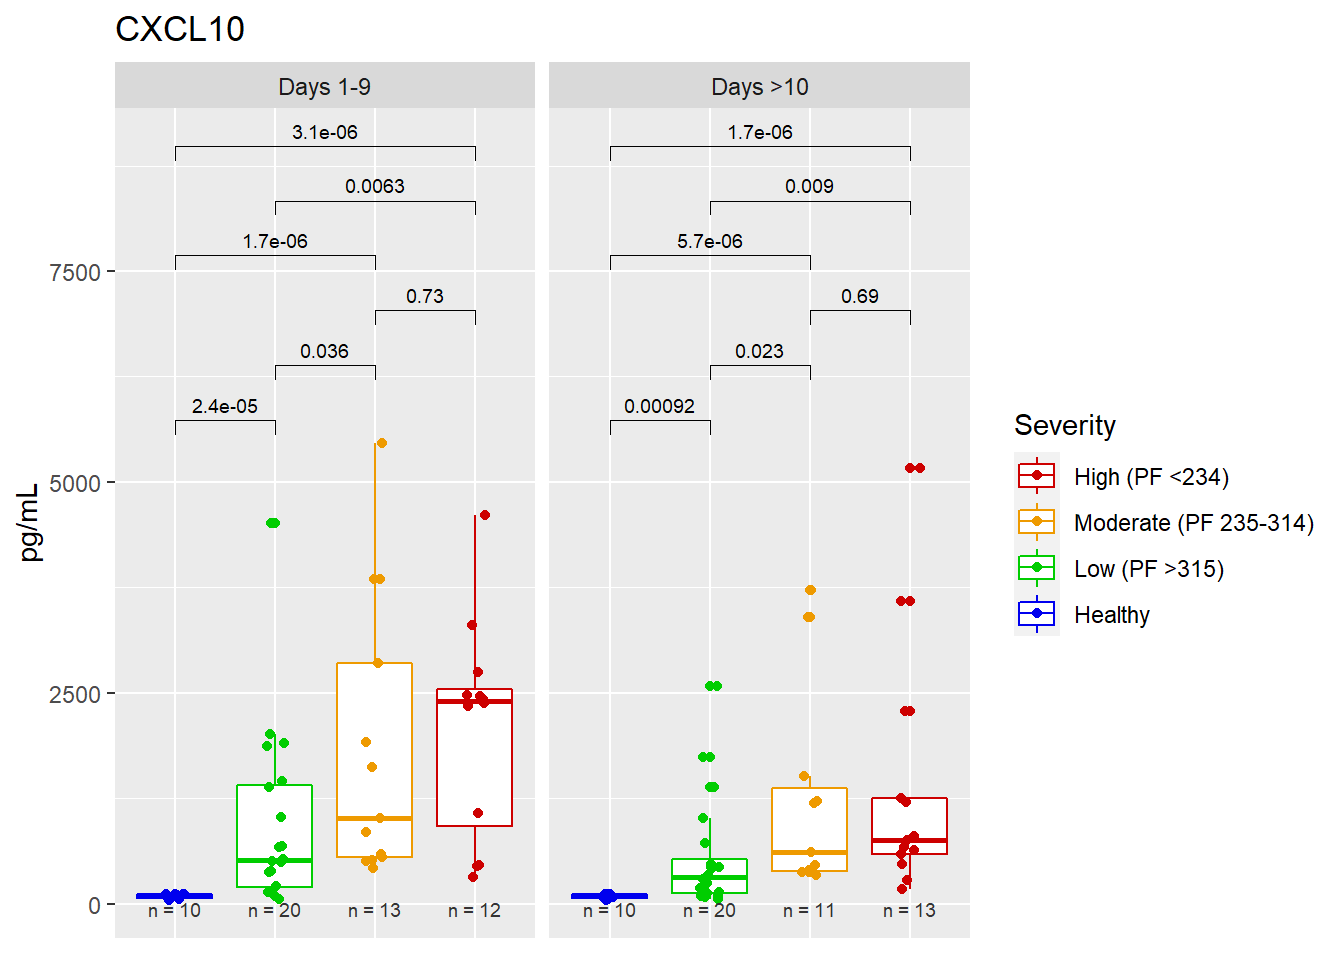 CXCL10
Days 1-9
Days >10
3.1e-06
1.7e-06
0.0063
0.009
1.7e-06
5.7e-06
0.73
0.69
0.036
0.023
2.4e-05
0.00092
7500
5000
2500
0
pg/mL
n = 10
n = 20
n = 13
n = 12
n = 10
n = 20
n = 11
n = 13
Severity
High (PF <234)
Moderate (PF 235-314)
Low (PF >315)
Healthy